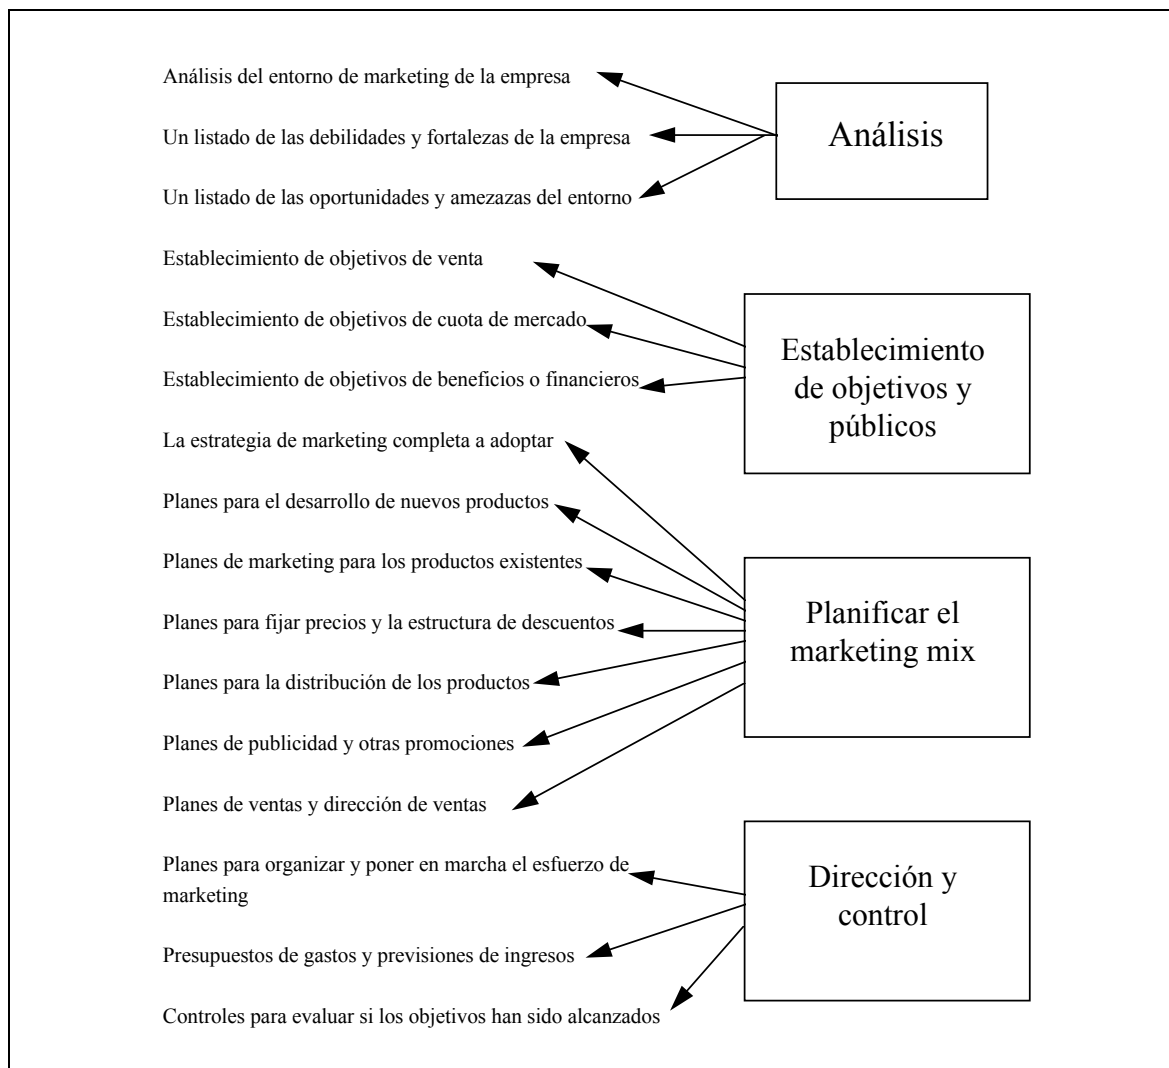 Análisis del entorno de marketing de la empresa
Un listado de las debilidades y fortalezas de la empresa
Un listado de las oportunidades y amezazas del entorno
Análisis
Establecimiento de objetivos de venta
Establecimiento de objetivos de cuota de mercado
Establecimiento de objetivos de beneficios o financieros
Establecimiento
de objetivos y
públicos
La estrategia de marketing completa a adoptar
Planes para el desarrollo de nuevos productos
Planes de marketing para los productos existentes
Planes para fijar precios y la estructura de descuentos
Planes para la distribución de los productos
Planes de publicidad y otras promociones
Planes de ventas y dirección de ventas
Planificar el
marketing mix
Planes para organizar y poner en marcha el esfuerzo de
marketing
Presupuestos de gastos y previsiones de ingresos
Controles para evaluar si los objetivos han sido alcanzados
Dirección y
control